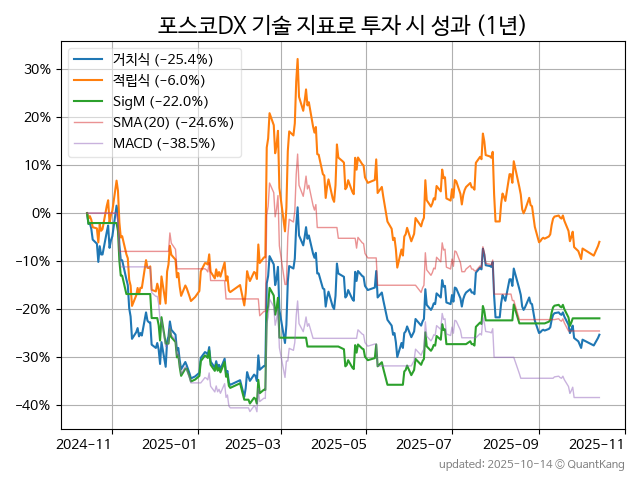 포스코DX 기술 지표로 투자 시 성과 (1년)
거치식 (−25.4%)
적립식 (−6.0%)
SigM (−22.0%)
SMA(20) (−24.6%)
MACD (−38.5%)
30%
20%
10%
0%
−10%
−20%
−30%
−40%
2024-11 2025-01 2025-03 2025-05 2025-07 2025-09 2025-11
updated: 2025-10-14 © QuantKang